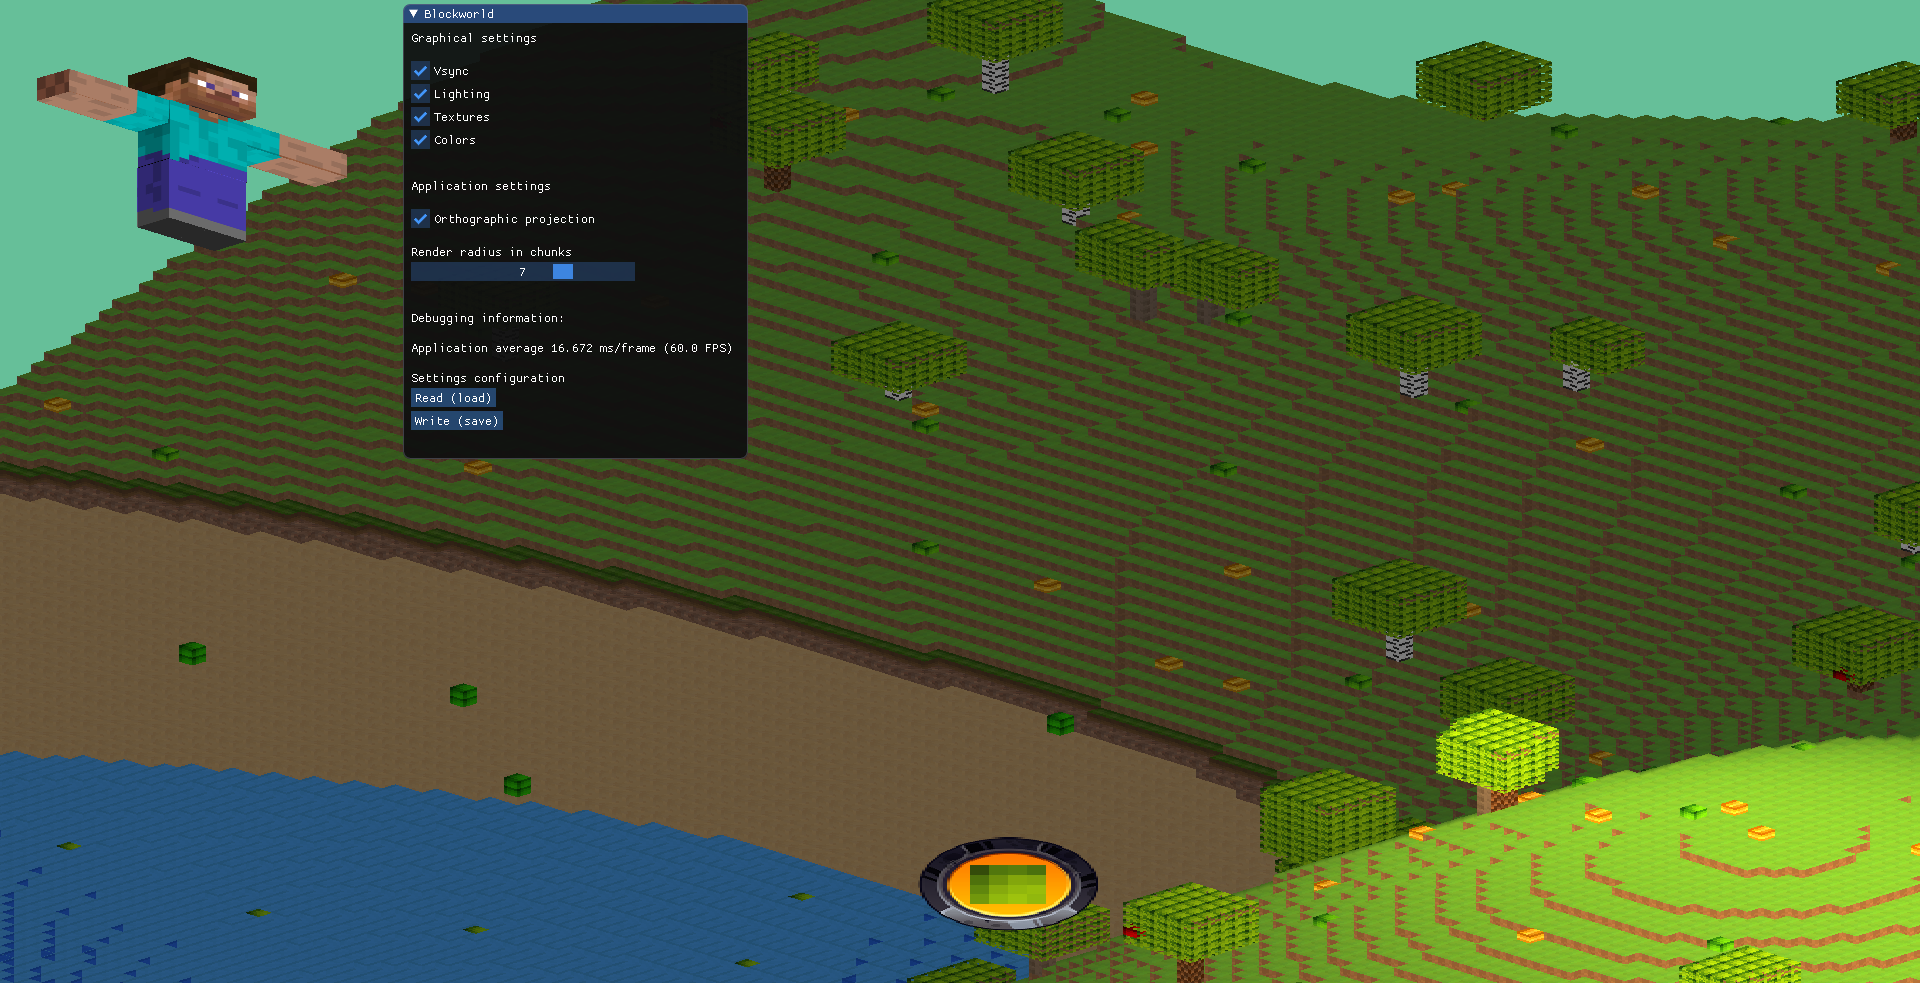 Blockworld
Graphical settings
Vsync
Lighting
Textures
Colors
Application settings
Orthographic projection
Render radius in chunks
7
Debugging information:
Application average 16.672 ms/frame (60.0 FPS)
Settings configuration
Read (load)
Write (save)